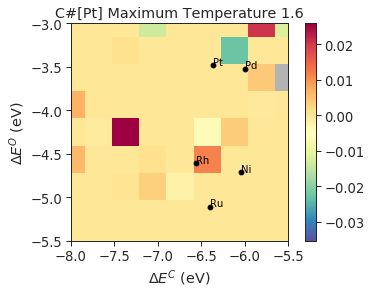 C#[Pt] Maximum Temperature 1.6
−3.0
−3.5
−4.0
−4.5
−5.0
−5.5
ΔE^O (eV)
Pt
Pd
Rh
Ni
Ru
−8.0 −7.5 −7.0 −6.5 −6.0 −5.5
ΔE^C (eV)
0.02
0.01
0.00
−0.01
−0.02
−0.03